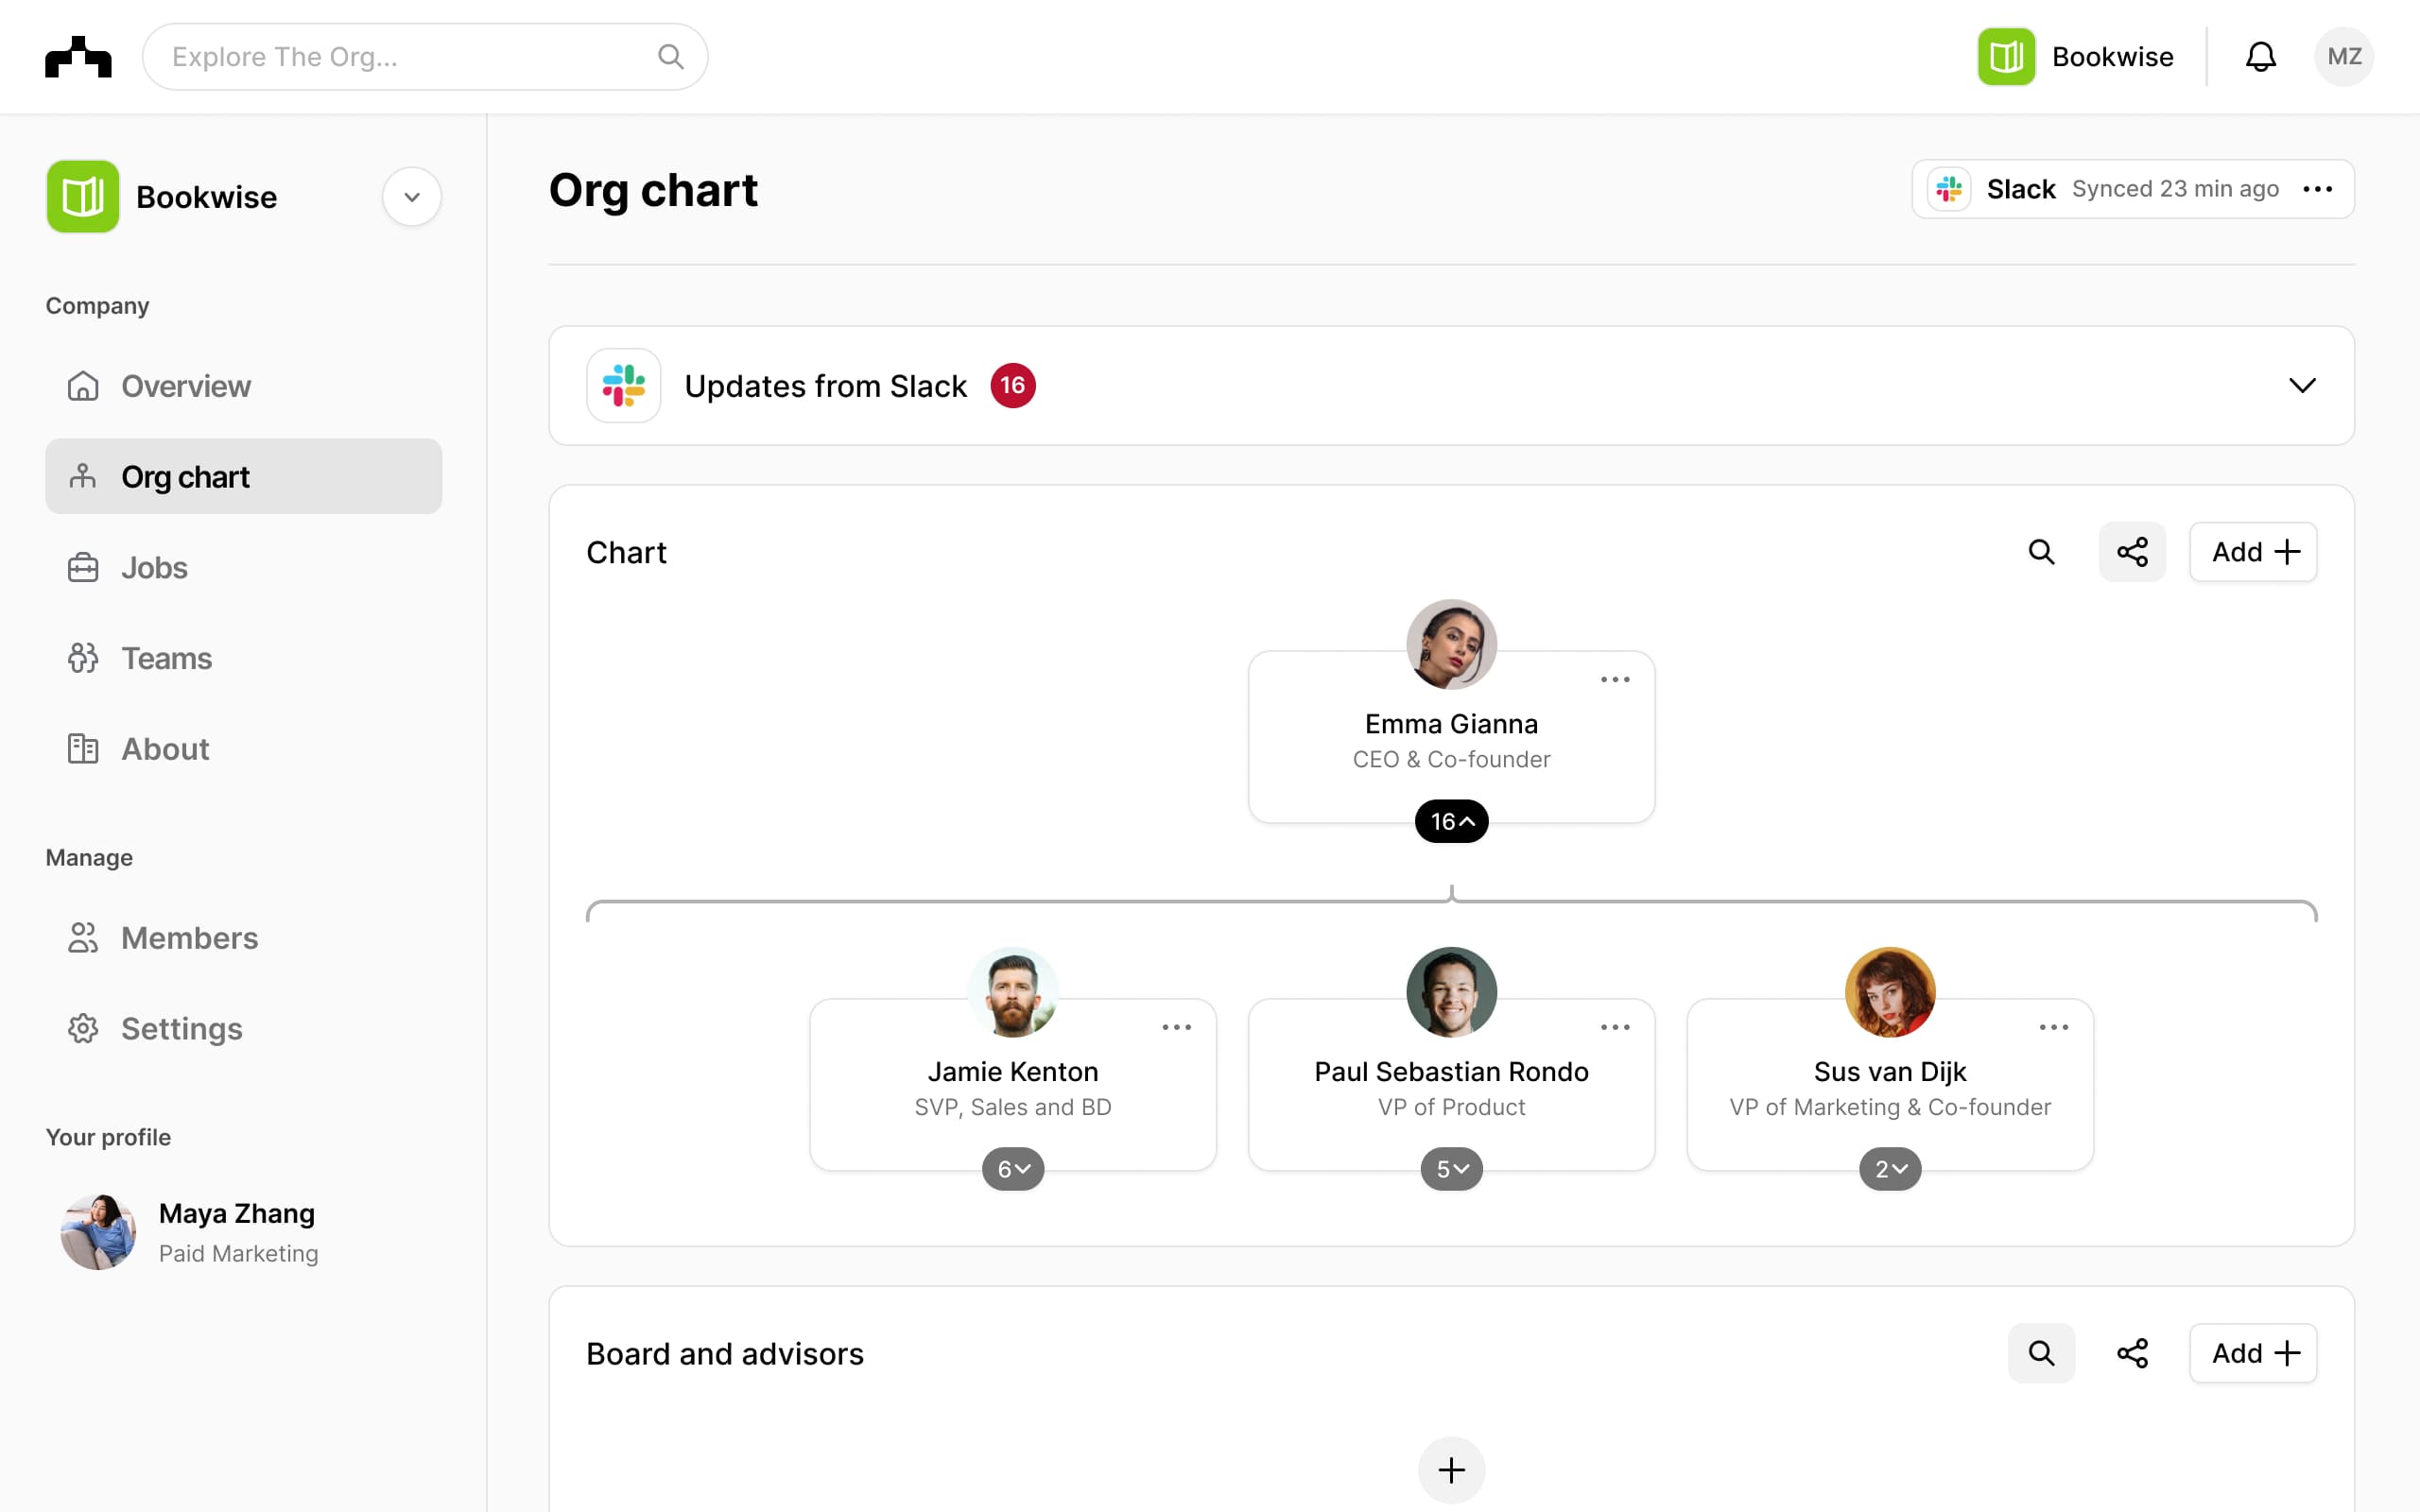 Explore The Org...
Bookwise
MZ
Bookwise
Company
Overview
Org chart
Jobs
Teams
About
Manage
Members
Settings
Your profile
Maya Zhang
Paid Marketing
Org chart
Slack Synced 23 min ago
Updates from Slack 16
Chart
Add
Emma Gianna
CEO & Co-founder
16
Jamie Kenton
SVP, Sales and BD
6
Paul Sebastian Rondo
VP of Product
5
Sus van Dijk
VP of Marketing & Co-founder
2
Board and advisors
Add